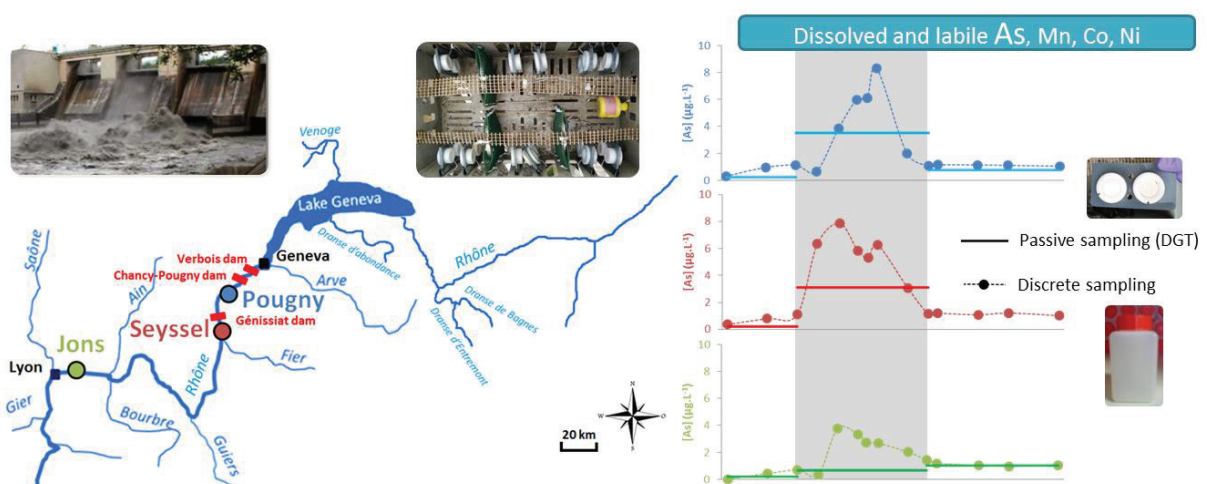 Venoge
Lake Geneva
Saône
Verbois dam
Geneva
Dranse d'abondance
Rhône
Chancy-Pougny dam
Ain
Arve
Pougny
Dranse de Bagnes
Seyssel
Génissiat dam
Dranse d'Entremont
Jons
Lyon
Rhône
Fier
Gier
Bourbre
Guiers
20 km
N
W
O
S
Dissolved and labile As, Mn, Co, Ni
[As] (µg.L-1)
10
8
6
4
2
0
[As] (µg.L-1)
10
8
6
4
2
0
[As] (µg.L-1)
10
8
6
4
2
0
Passive sampling (DGT)
Discrete sampling